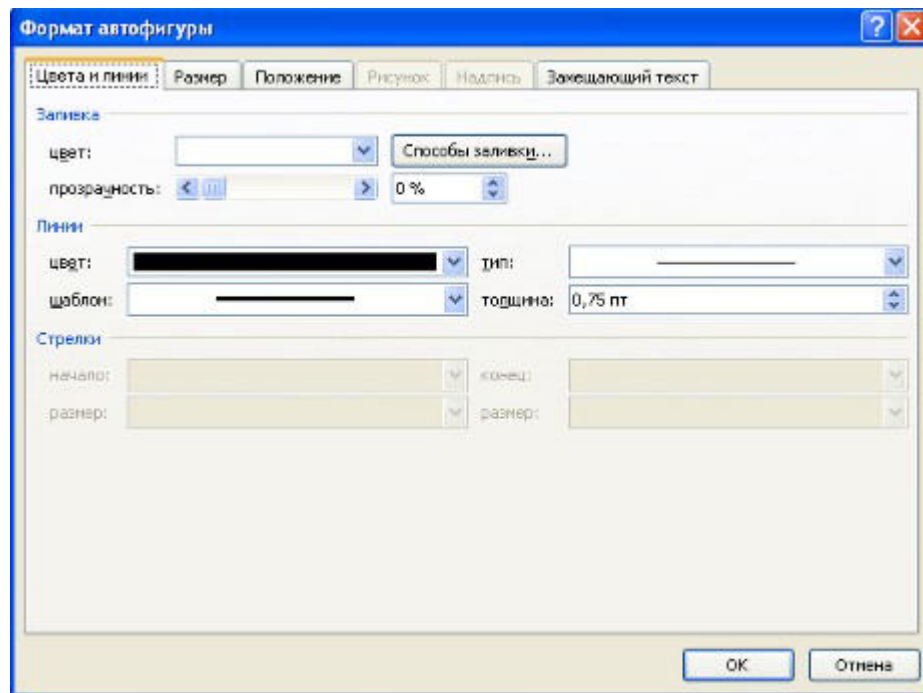 Формат автофигуры
Цвета и линии Размер Положение Рисунок Надпись Замещающий текст
Заливка
цвет: Способы заливки...
прозрачность: 0 %
Линии
цвет: тип:
шаблон: толщина: 0,75 пт
Стрелки
начало: конец:
размер: размер:
ОК Отмена